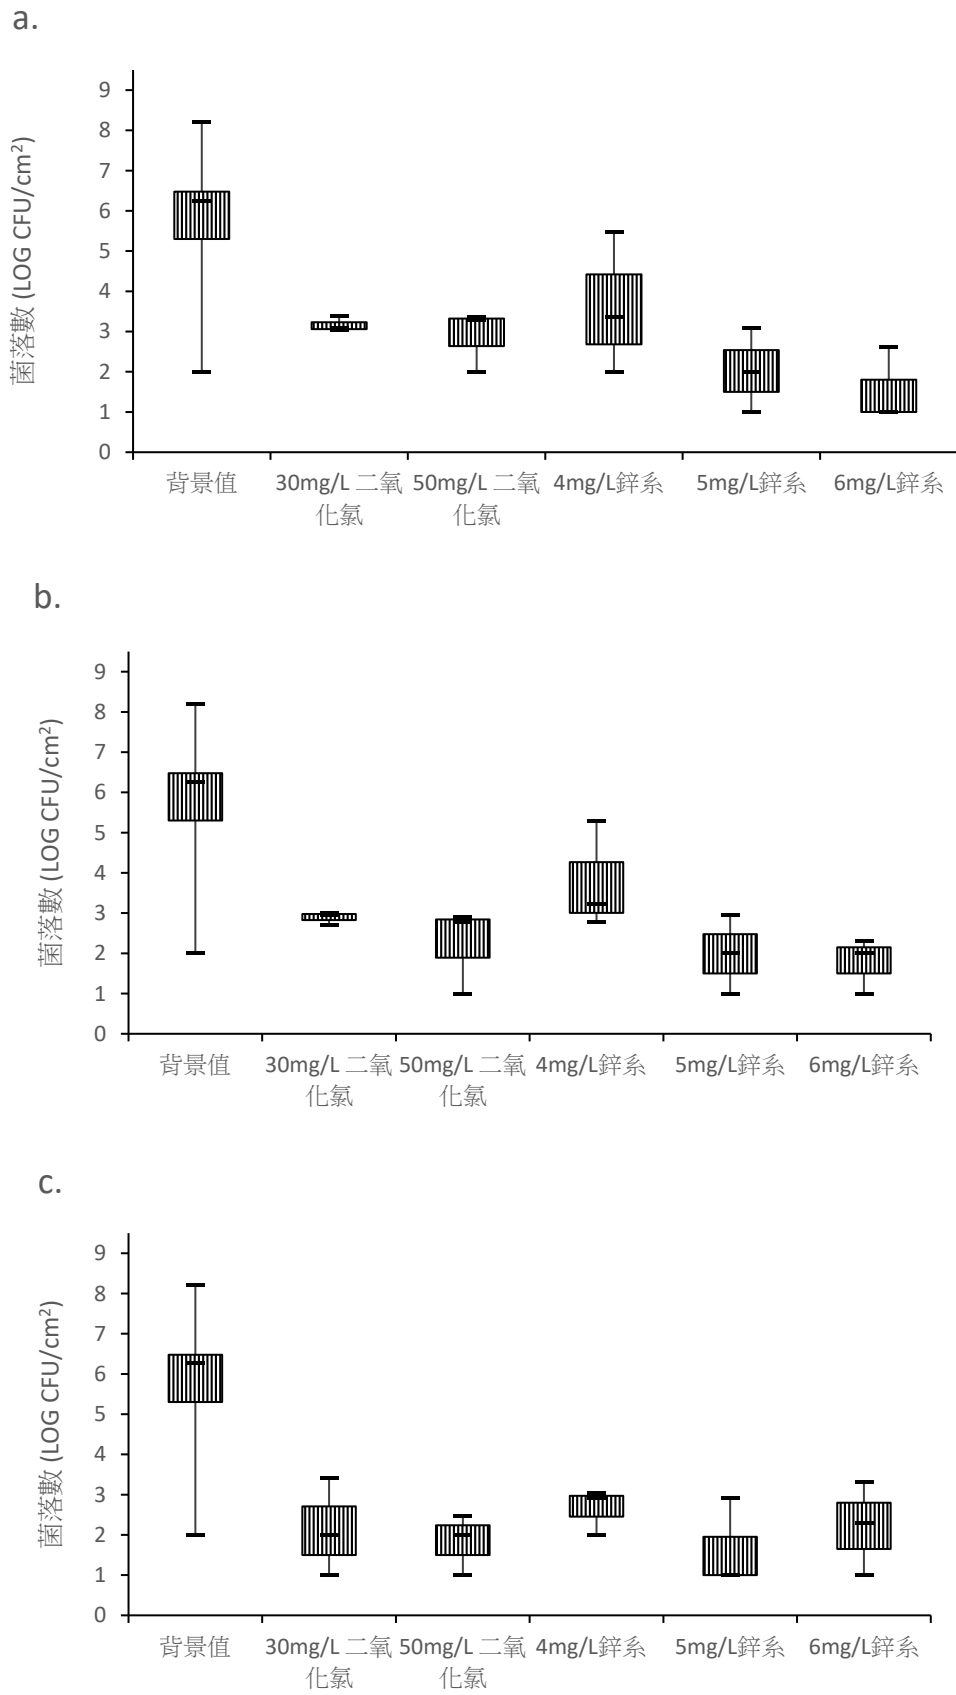 a.
菌落數 (LOG CFU/cm²)
9
8
7
6
5
4
3
2
1
0
背景值
30mg/L 二氧
化氯
50mg/L 二氧
化氯
4mg/L鋅系
5mg/L鋅系
6mg/L鋅系
b.
菌落數 (LOG CFU/cm²)
9
8
7
6
5
4
3
2
1
0
背景值
30mg/L 二氧
化氯
50mg/L 二氧
化氯
4mg/L鋅系
5mg/L鋅系
6mg/L鋅系
c.
菌落數 (LOG CFU/cm²)
9
8
7
6
5
4
3
2
1
0
背景值
30mg/L 二氧
化氯
50mg/L 二氧
化氯
4mg/L鋅系
5mg/L鋅系
6mg/L鋅系